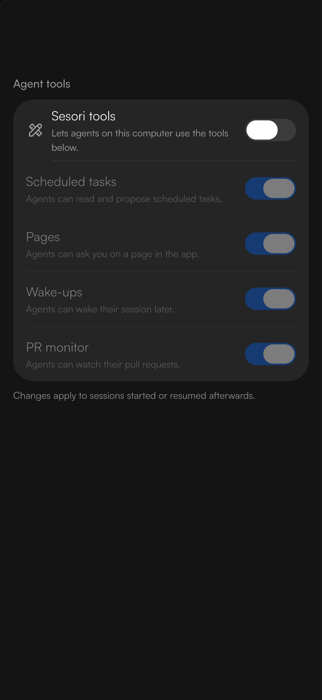 Agent tools
Sesori tools
Lets agents on this computer use the tools
below.
Scheduled tasks
Agents can read and propose scheduled tasks.
Pages
Agents can ask you on a page in the app.
Wake-ups
Agents can wake their session later.
PR monitor
Agents can watch their pull requests.
Changes apply to sessions started or resumed afterwards.